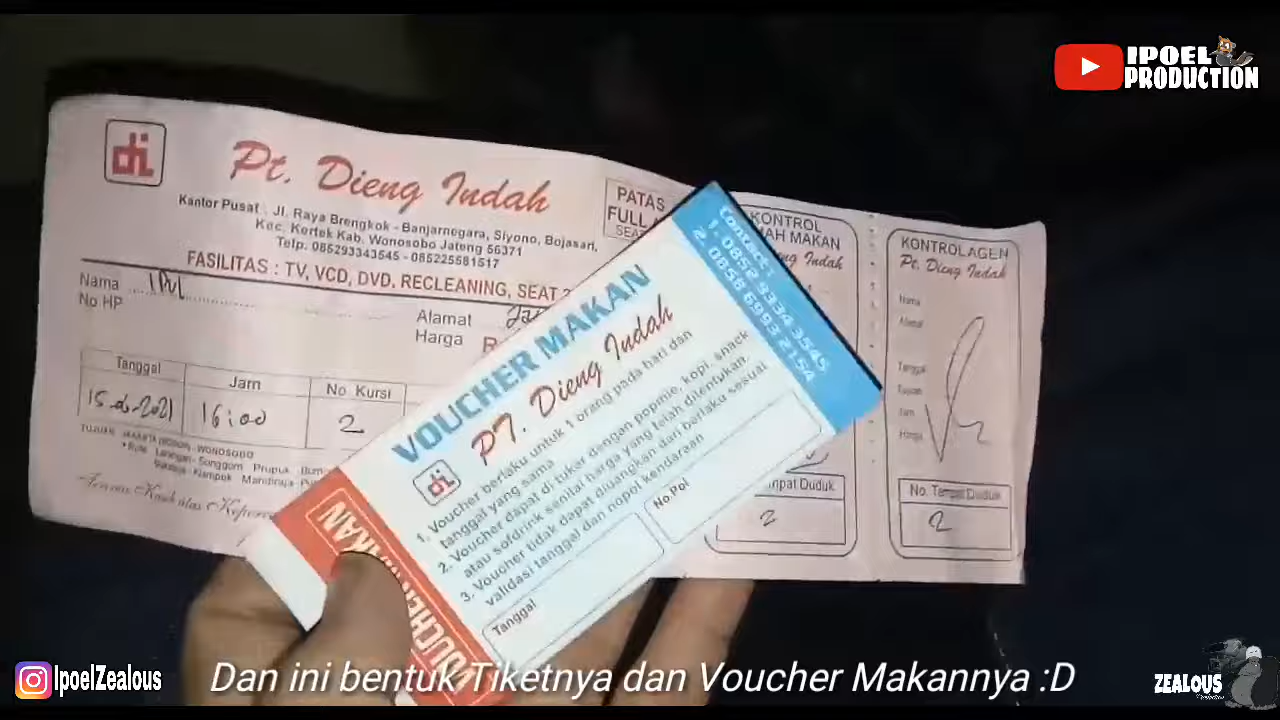 IPOEL
PRODUCTION
Pt. Dieng Indah
Kantor Pusat : Jl. Raya Brengkok - Banjarnegara, Siyono, Bojasari,
Kec. Kertek Kab. Wonosobo Jateng 56371
Telp. 085293343545 - 085225581517
FASILITAS : TV, VCD, DVD, RECLEANING, SEAT
PATAS
FULL
SEAT
Nama
No HP
Alamat
Harga
Tanggal Jam No Kursi
16:00 2
VOUCHER MAKAN
PT. Dieng Indah
di
1. Voucher berlaku untuk 1 orang pada hari dan
tanggal yang sama
2. Voucher dapat di tukar dengan popmie, kopi, snack
atau sofdrink senilai harga yang telah ditentukan.
3. Voucher tidak dapat diuangkan dan berlaku sesuai
validasi tanggal dan nopol kendaraan
Tanggal
No.Pol
Contact :
1. 0852 9334 3545
2. 0858 6993 2154
KONTROL
MAKAN
Indah
Duduk
2
KONTROL AGEN
Pt. Dieng Indah
Nama
Tanggal
Jam
Harga
No. Tempat Duduk
2
IpoelZealous
Dan ini bentuk Tiketnya dan Voucher Makannya :D
ZEALOUS